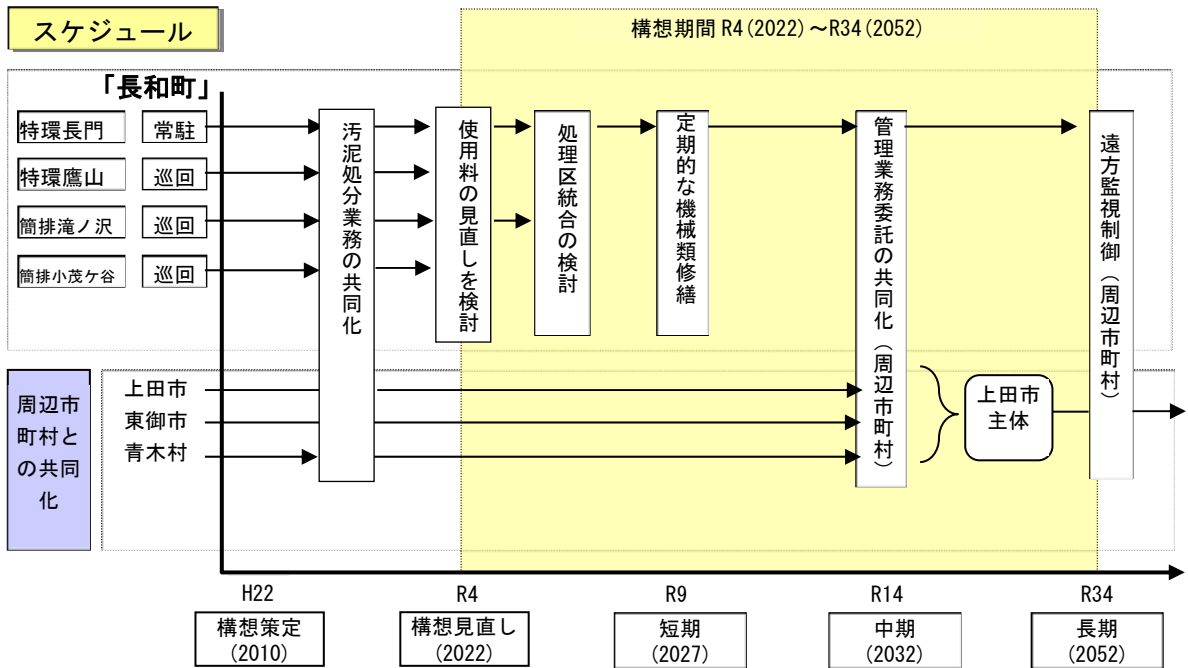 スケジュール
構想期間 R4(2022)～R34(2052)
「長和町」
特環長門
常駐
特環鷹山
巡回
簡排滝ノ沢
巡回
簡排小茂ケ谷
巡回
汚泥処分業務の共同化
使用料の見直しを検討
処理区統合の検討
定期的な機械類修繕
管理業務委託の共同化（周辺市町村）
遠方監視制御（周辺市町村）
周辺市
町村と
の共同
化
上田市
東御市
青木村
上田市
主体
H22
R4
R9
R14
R34
構想策定
(2010)
構想見直し
(2022)
短期
(2027)
中期
(2032)
長期
(2052)